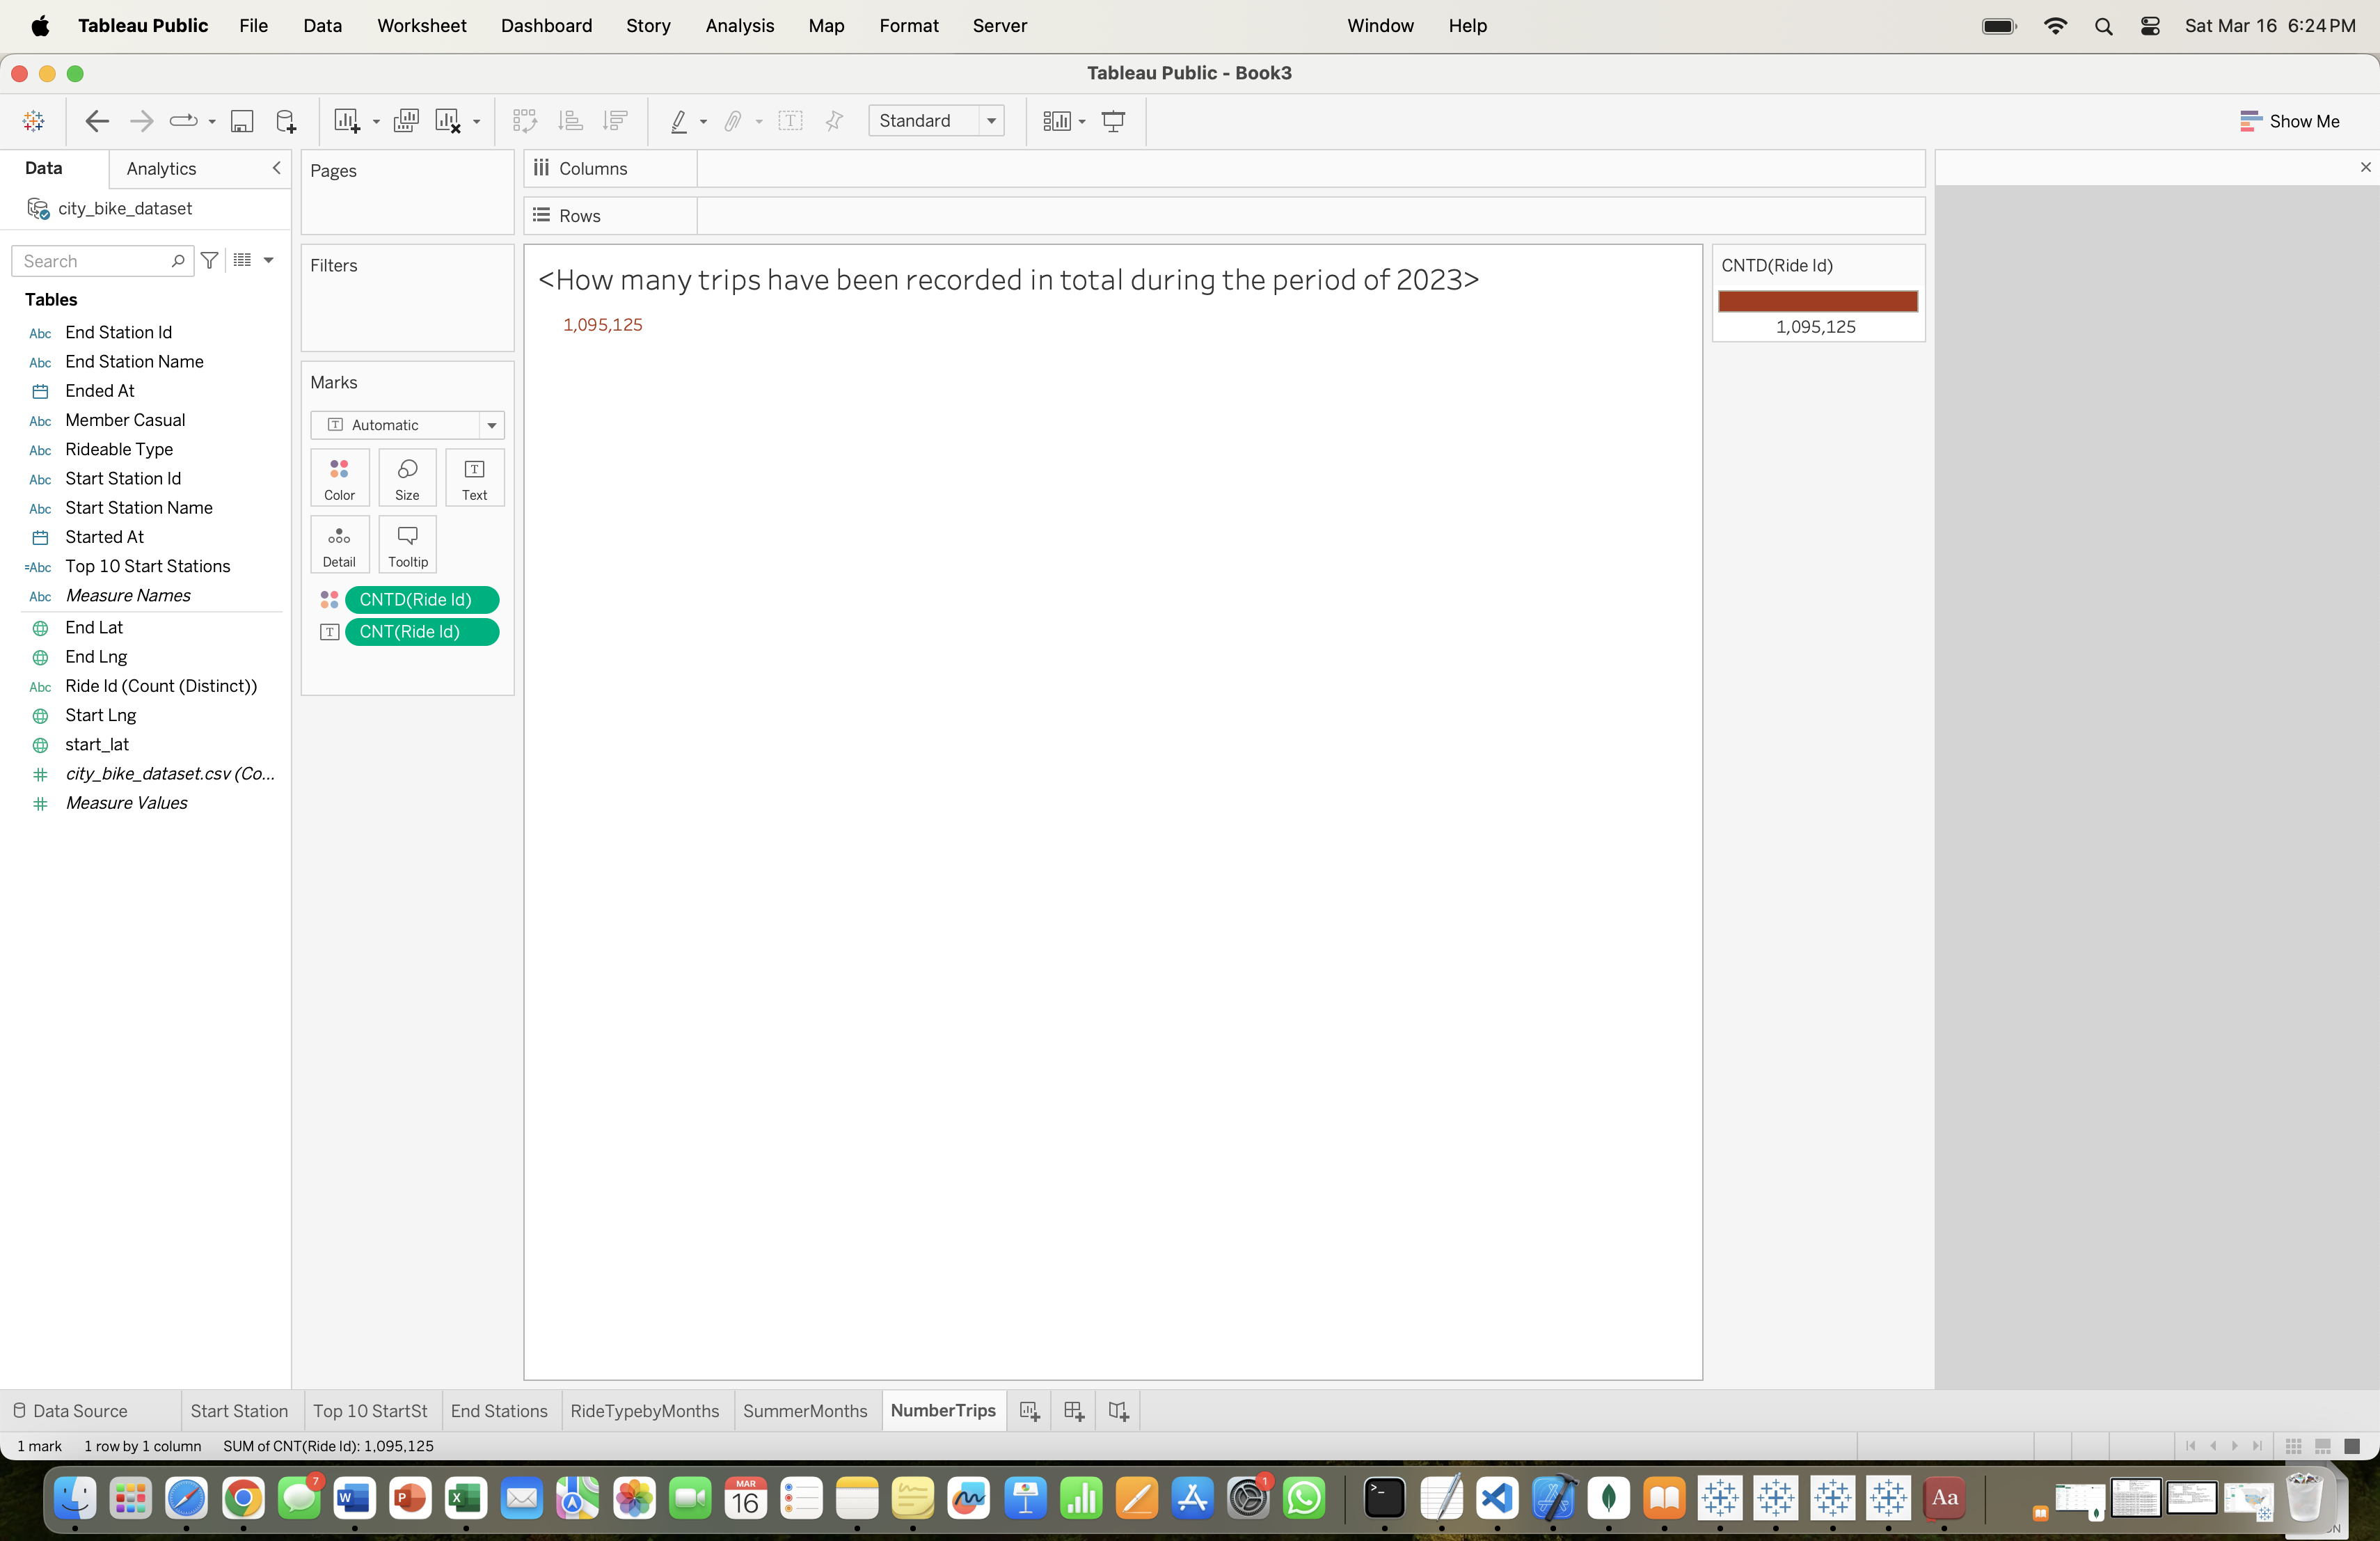 Tableau Public File Data Worksheet Dashboard Story Analysis Map Format Server Window Help Sat Mar 16 6:24 PM
Tableau Public - Book3
Standard
Show Me
Data Analytics
city_bike_dataset
Search
Tables
Abc End Station Id
Abc End Station Name
Ended At
Abc Member Casual
Abc Rideable Type
Abc Start Station Id
Abc Start Station Name
Started At
=Abc Top 10 Start Stations
Abc Measure Names
End Lat
End Lng
Abc Ride Id (Count (Distinct))
Start Lng
start_lat
# city_bike_dataset.csv (Co...
# Measure Values
Pages
Filters
Marks
T Automatic
Color Size T Text
Detail Tooltip
CNTD(Ride Id)
T CNT(Ride Id)
Columns
Rows
<How many trips have been recorded in total during the period of 2023>
1,095,125
CNTD(Ride Id)
1,095,125
Data Source Start Station Top 10 StartSt End Stations RideTypebyMonths SummerMonths NumberTrips
1 mark 1 row by 1 column SUM of CNT(Ride Id): 1,095,125
7
W
P
X
MAR
16
1
>_
Aa